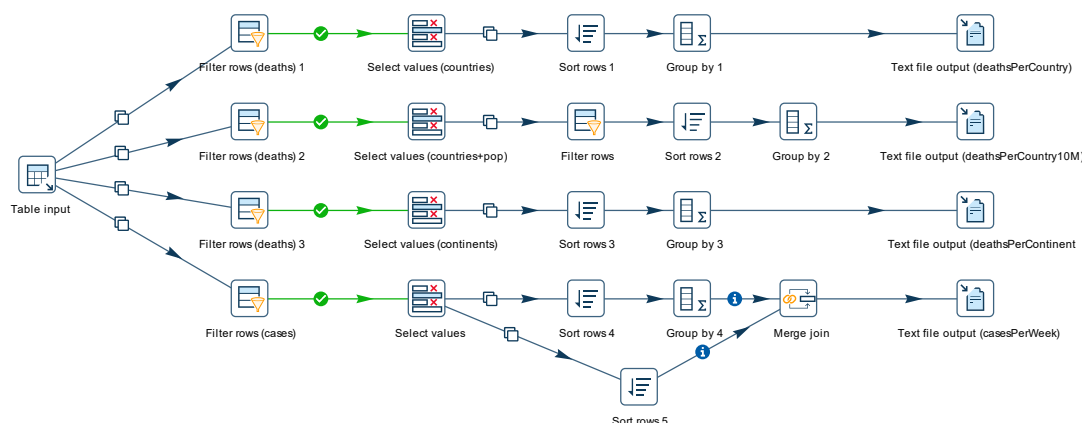 Filter rows (deaths) 1
Select values (countries)
Sort rows 1
Group by 1
Text file output (deathsPerCountry)
Filter rows (deaths) 2
Select values (countries+pop)
Filter rows
Sort rows 2
Group by 2
Text file output (deathsPerCountry10M)
Table input
Filter rows (deaths) 3
Select values (continents)
Sort rows 3
Group by 3
Text file output (deathsPerContinent
Filter rows (cases)
Select values
Sort rows 4
Group by 4
Merge join
Text file output (casesPerWeek)
Sort rows 5